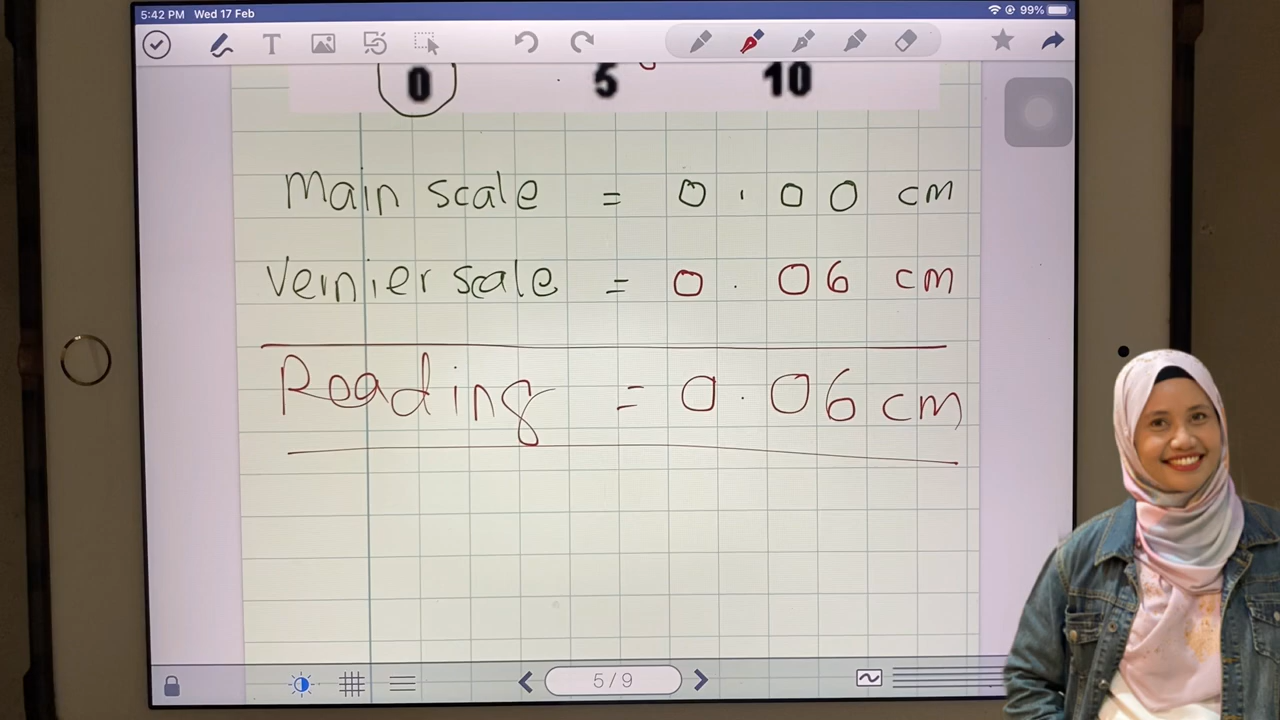 5:42 PM Wed 17 Feb 99%
T
0 5 10
Main scale = 0.00 cm
Vernier scale = 0.06 cm
Reading = 0.06 cm
5 / 9